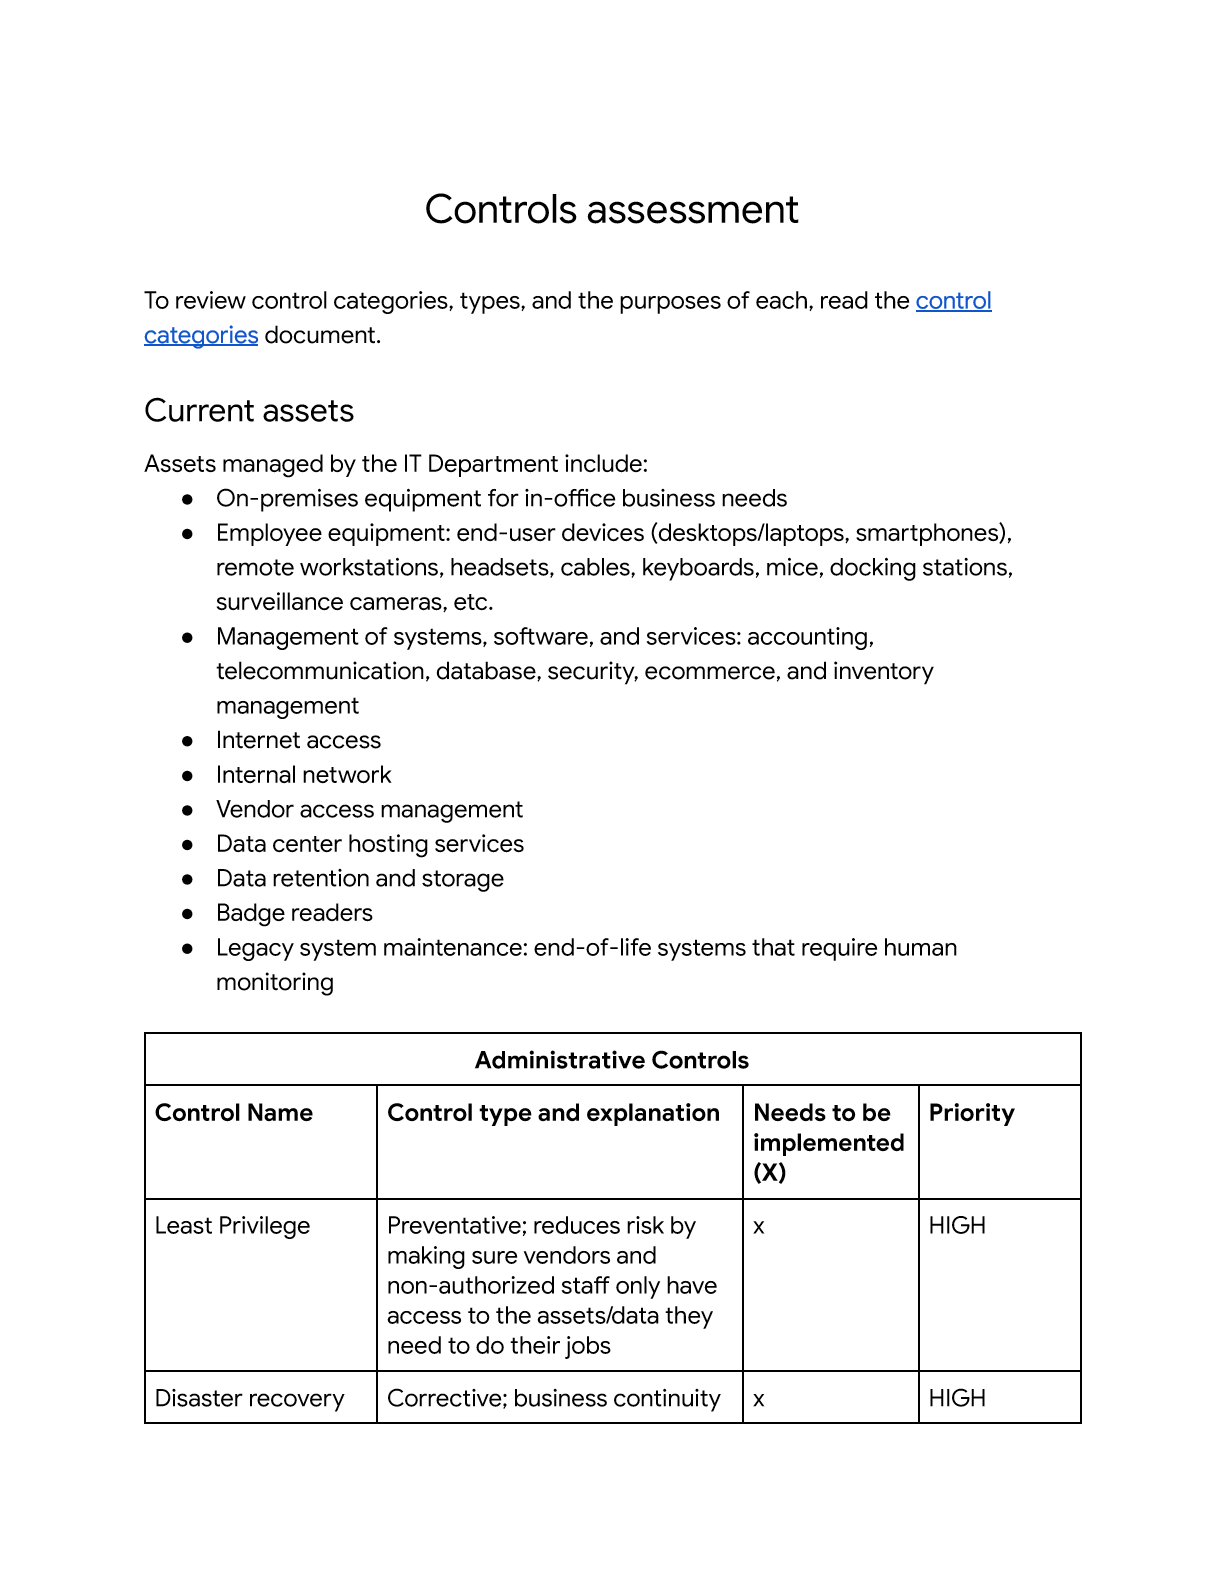 Controls assessment
To review control categories, types, and the purposes of each, read the control
categories document.
Current assets
Assets managed by the IT Department include:
● On-premises equipment for in-office business needs
● Employee equipment: end-user devices (desktops/laptops, smartphones),
remote workstations, headsets, cables, keyboards, mice, docking stations,
surveillance cameras, etc.
● Management of systems, software, and services: accounting,
telecommunication, database, security, ecommerce, and inventory
management
● Internet access
● Internal network
● Vendor access management
● Data center hosting services
● Data retention and storage
● Badge readers
● Legacy system maintenance: end-of-life systems that require human
monitoring
Administrative Controls
Control Name
Control type and explanation
Needs to be
implemented
(X)
Priority
Least Privilege
Preventative; reduces risk by
making sure vendors and
non-authorized staff only have
access to the assets/data they
need to do their jobs
x
HIGH
Disaster recovery
Corrective; business continuity
x
HIGH